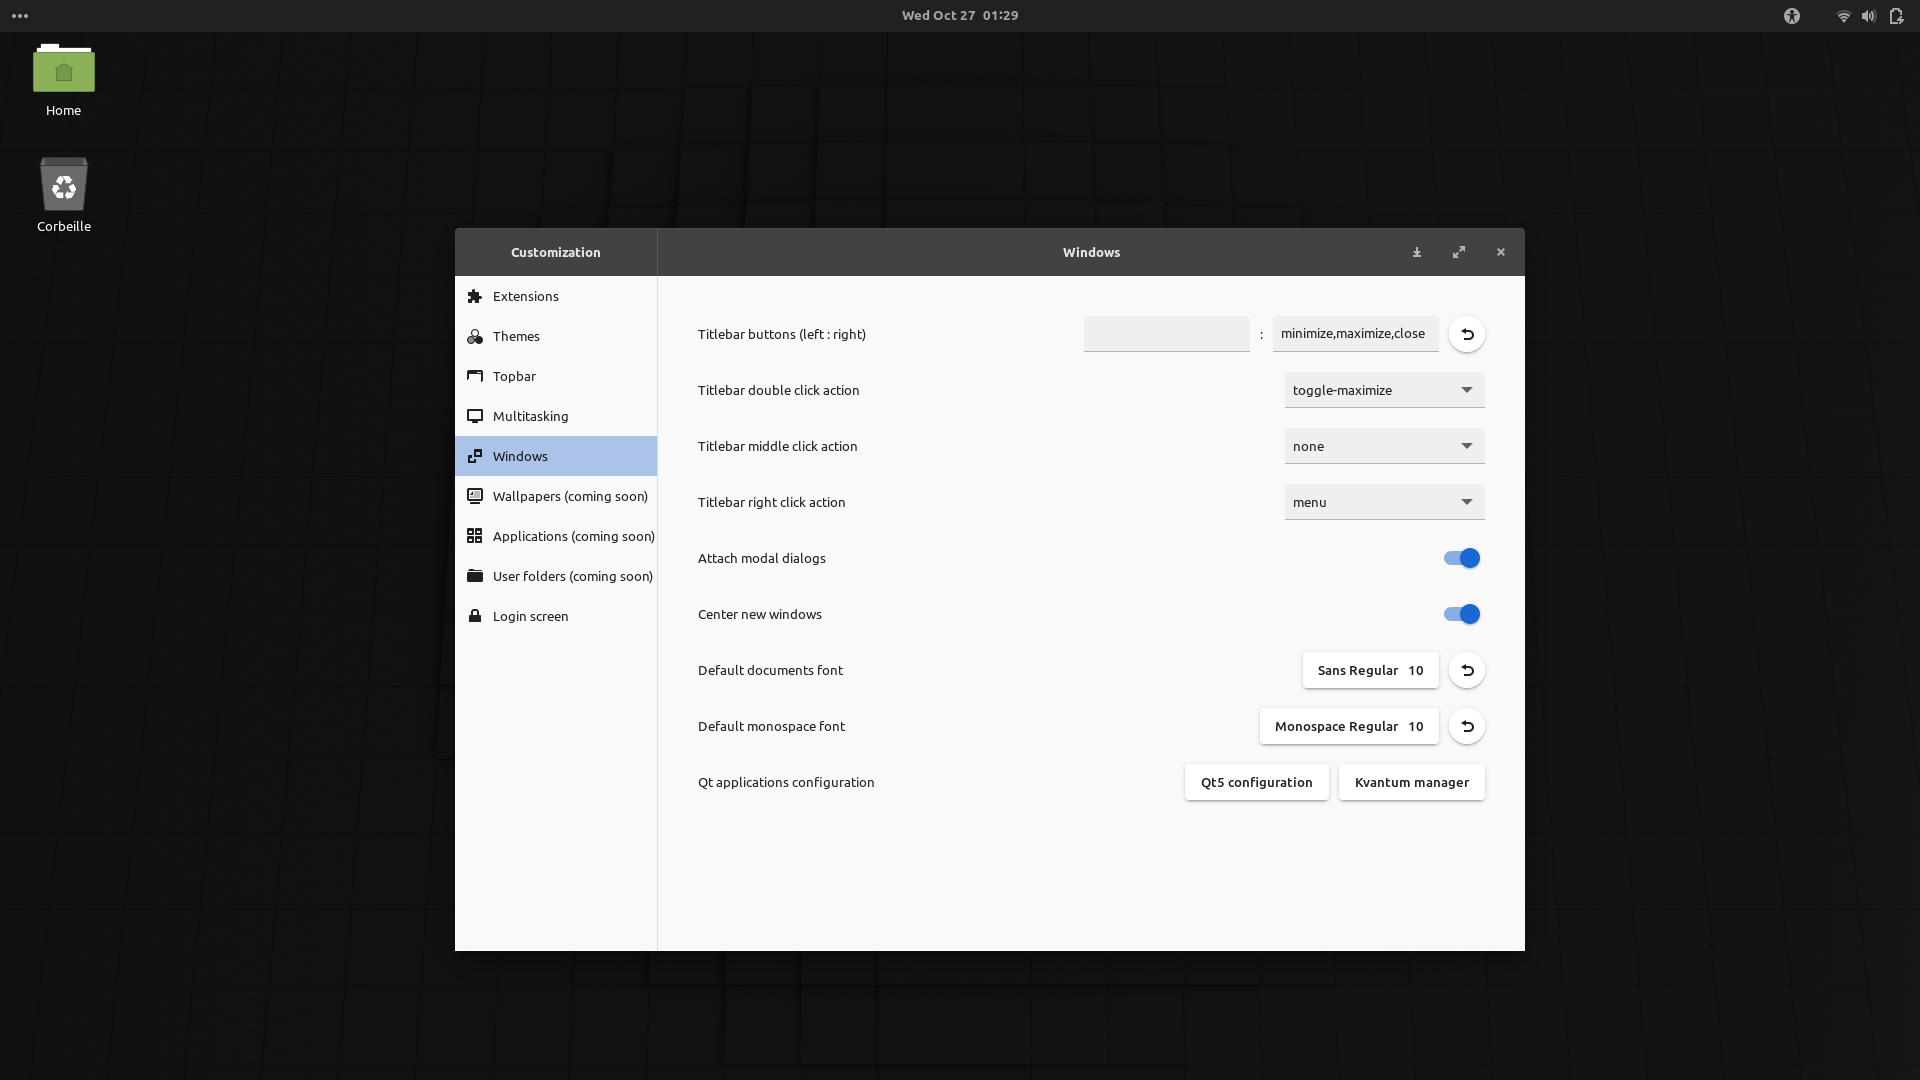 Wed Oct 27 01:29
Home
Corbeille
Customization
Windows
Extensions
Themes
Topbar
Multitasking
Windows
Wallpapers (coming soon)
Applications (coming soon)
User folders (coming soon)
Login screen
Titlebar buttons (left : right)
:
minimize,maximize,close
Titlebar double click action
toggle-maximize
Titlebar middle click action
none
Titlebar right click action
menu
Attach modal dialogs
Center new windows
Default documents font
Sans Regular 10
Default monospace font
Monospace Regular 10
Qt applications configuration
Qt5 configuration
Kvantum manager